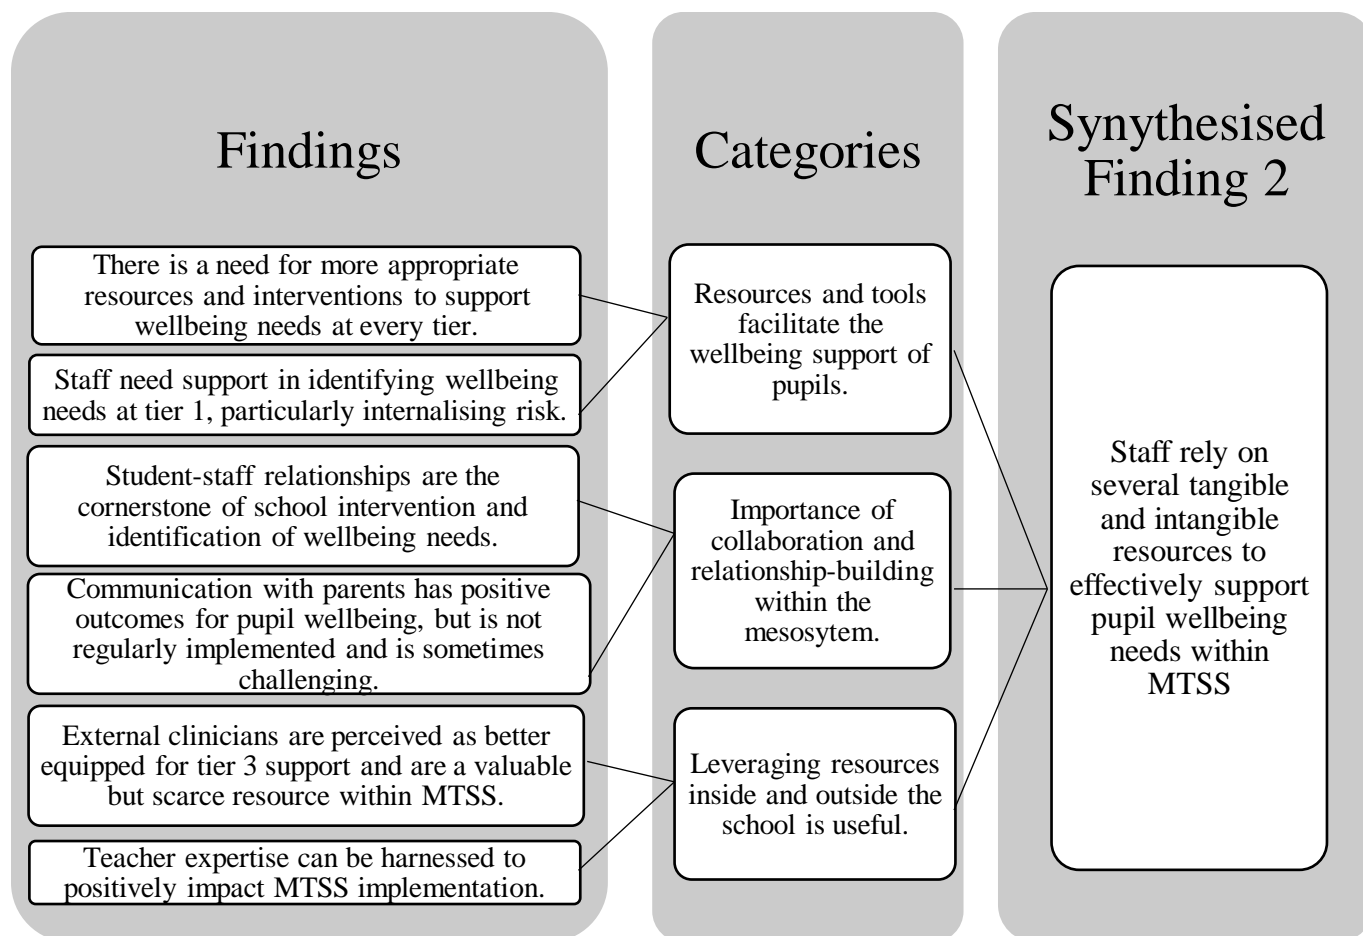 Findings
There is a need for more appropriate
resources and interventions to support
wellbeing needs at every tier.
Staff need support in identifying wellbeing
needs at tier 1, particularly internalising risk.
Student-staff relationships are the
cornerstone of school intervention and
identification of wellbeing needs.
Communication with parents has positive
outcomes for pupil wellbeing, but is not
regularly implemented and is sometimes
challenging.
External clinicians are perceived as better
equipped for tier 3 support and are a valuable
but scarce resource within MTSS.
Teacher expertise can be harnessed to
positively impact MTSS implementation.
Categories
Resources and tools
facilitate the
wellbeing support of
pupils.
Importance of
collaboration and
relationship-building
within the
mesosytem.
Leveraging resources
inside and outside the
school is useful.
Synythesised
Finding 2
Staff rely on
several tangible
and intangible
resources to
effectively support
pupil wellbeing
needs within
MTSS